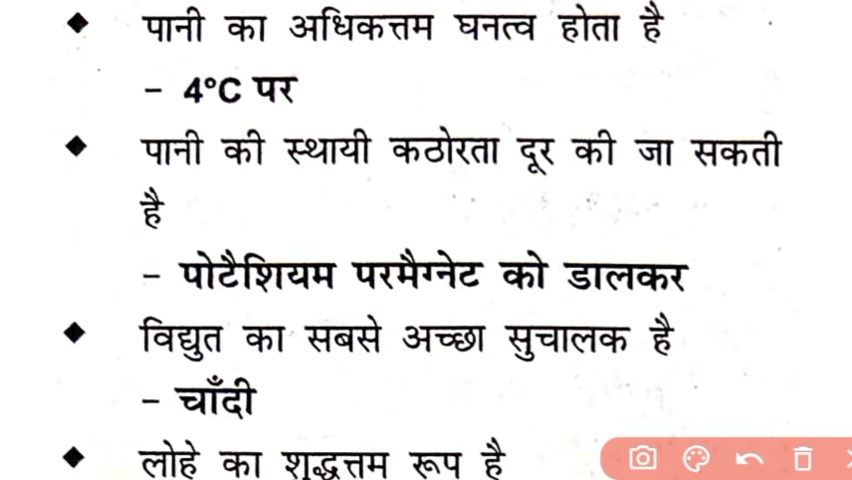 ◆ पानी का अधिकत्तम घनत्व होता है
– 4°C पर
◆ पानी की स्थायी कठोरता दूर की जा सकती
है
– पोटैशियम परमैग्नेट को डालकर
◆ विद्युत का सबसे अच्छा सुचालक है
– चाँदी
◆ लोहे का शुद्धत्तम रूप है